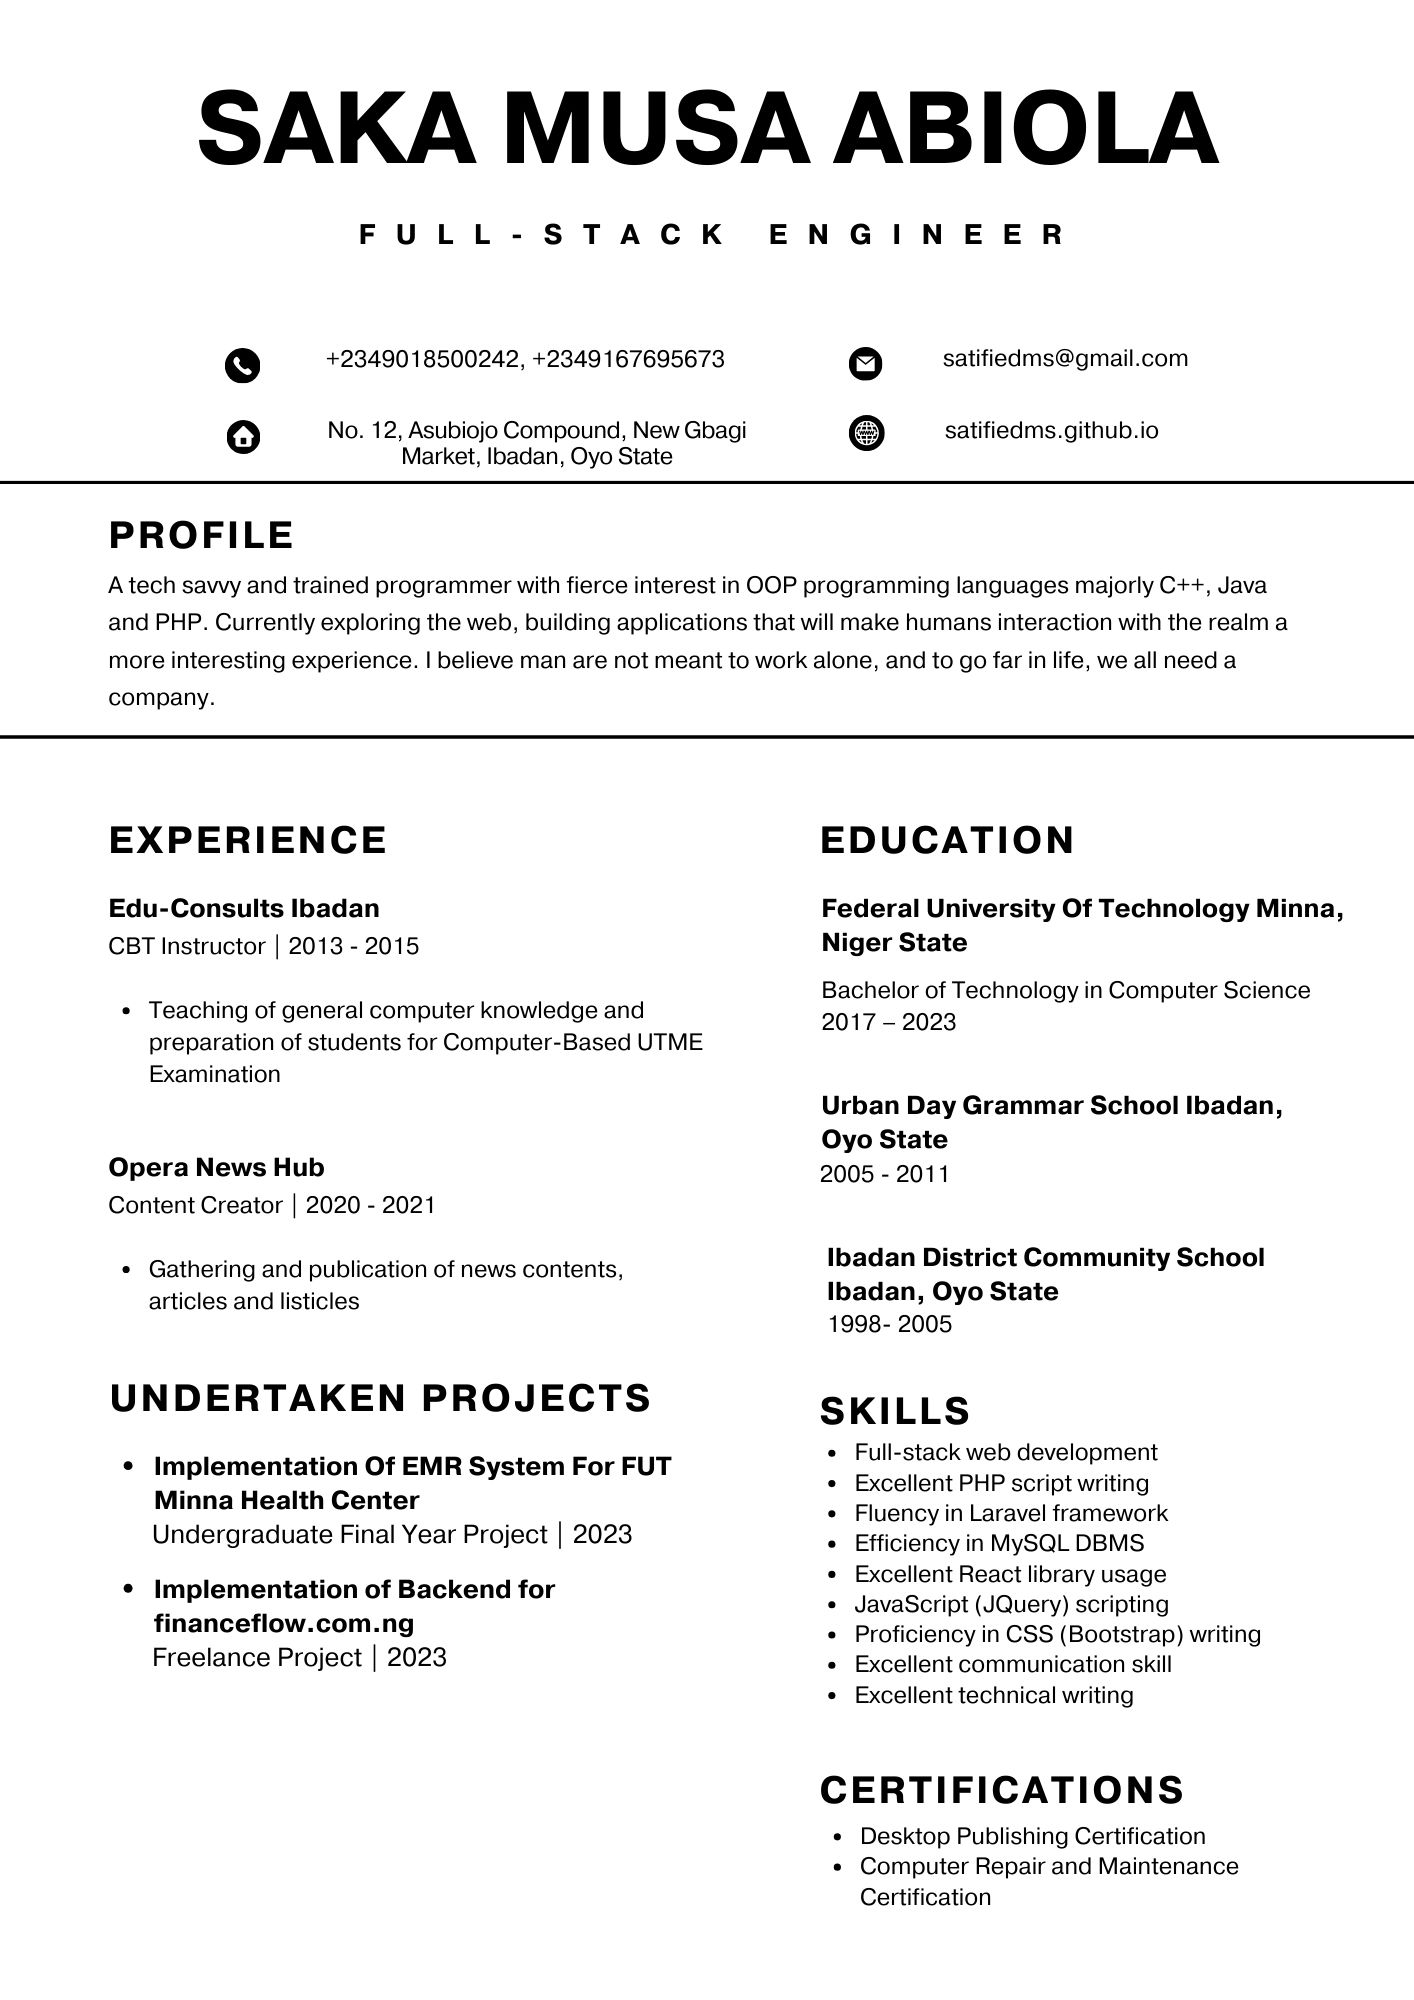 SAKA MUSA ABIOLA
FULL-STACK ENGINEER
+2349018500242, +2349167695673
satifiedms@gmail.com
No. 12, Asubiojo Compound, New Gbagi
Market, Ibadan, Oyo State
satifiedms.github.io
PROFILE
A tech savvy and trained programmer with fierce interest in OOP programming languages majorly C++, Java
and PHP. Currently exploring the web, building applications that will make humans interaction with the realm a
more interesting experience. I believe man are not meant to work alone, and to go far in life, we all need a
company.
EXPERIENCE
Edu-Consults Ibadan
CBT Instructor | 2013 - 2015
• Teaching of general computer knowledge and
preparation of students for Computer-Based UTME
Examination
Opera News Hub
Content Creator | 2020 - 2021
• Gathering and publication of news contents,
articles and listicles
UNDERTAKEN PROJECTS
• Implementation Of EMR System For FUT
Minna Health Center
Undergraduate Final Year Project | 2023
• Implementation of Backend for
financeflow.com.ng
Freelance Project | 2023
EDUCATION
Federal University Of Technology Minna,
Niger State
Bachelor of Technology in Computer Science
2017 – 2023
Urban Day Grammar School Ibadan,
Oyo State
2005 - 2011
Ibadan District Community School
Ibadan, Oyo State
1998- 2005
SKILLS
• Full-stack web development
• Excellent PHP script writing
• Fluency in Laravel framework
• Efficiency in MySQL DBMS
• Excellent React library usage
• JavaScript (JQuery) scripting
• Proficiency in CSS (Bootstrap) writing
• Excellent communication skill
• Excellent technical writing
CERTIFICATIONS
• Desktop Publishing Certification
• Computer Repair and Maintenance
Certification